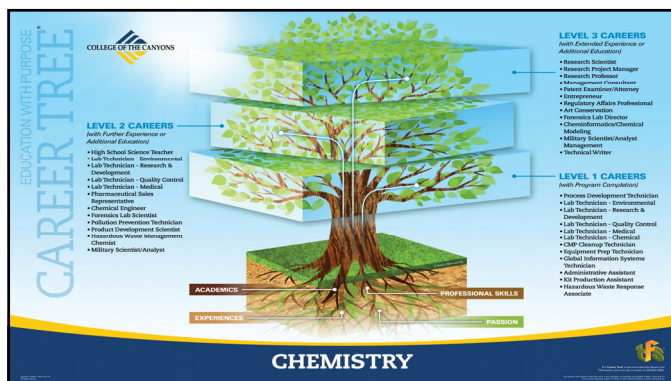 EDUCATION WITH PURPOSE
CAREER TREE
COLLEGE OF THE CANYONS
LEVEL 3 CAREERS
(with Extended Experience or
Additional Education)
• Research Scientist
• Research Project Manager
• Research Professor
• Management Consultant
• Patent Examiner/Attorney
• Entrepreneur
• Regulatory Affairs Professional
• Art Conservation
• Forensics Lab Director
• Cheminformatics/Chemical
Modeling
• Military Scientist/Analyst
Management
• Technical Writer
LEVEL 2 CAREERS
(with Further Experience or
Additional Education)
• High School Science Teacher
• Lab Technician - Environmental
• Lab Technician - Research &
Development
• Lab Technician - Quality Control
• Lab Technician - Medical
• Pharmaceutical Sales
Representative
• Chemical Engineer
• Forensics Lab Scientist
• Pollution Prevention Technician
• Product Development Scientist
• Hazardous Waste Management
Chemist
• Military Scientist/Analyst
LEVEL 1 CAREERS
(with Program Completion)
• Process Development Technician
• Lab Technician - Environmental
• Lab Technician - Research &
Development
• Lab Technician - Quality Control
• Lab Technician - Medical
• Lab Technician - Chemical
• CMP Cleanup Technician
• Equipment Prep Technician
• Global Information Systems
Technician
• Administrative Assistant
• Kit Production Assistant
• Hazardous Waste Response
Associate
ACADEMICS
PROFESSIONAL SKILLS
EXPERIENCES
PASSION
CHEMISTRY